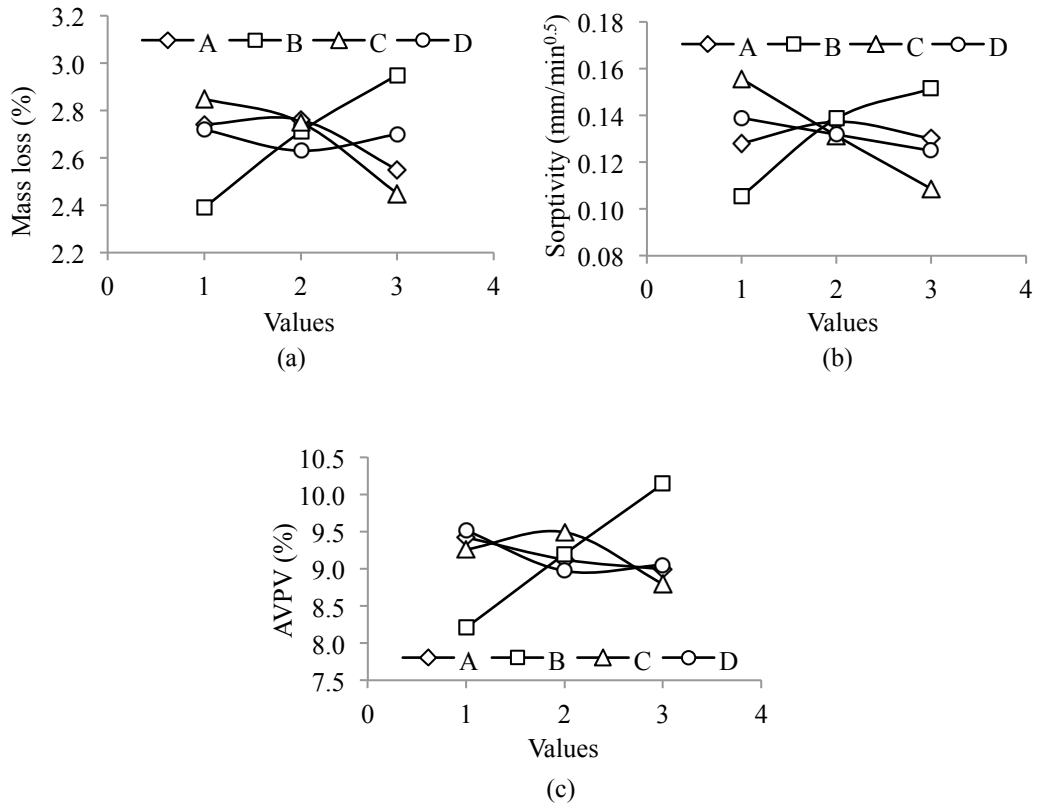 3.2
A B C D
3.0
2.8
2.6
2.4
2.2
Mass loss (%)
0 1 2 3 4
Values
(a)
0.18
A B C D
0.16
0.14
0.12
0.10
0.08
Sorptivity (mm/min^0.5)
0 1 2 3 4
Values
(b)
10.5
10.0
9.5
9.0
8.5
8.0
7.5
AVPV (%)
A B C D
0 1 2 3 4
Values
(c)